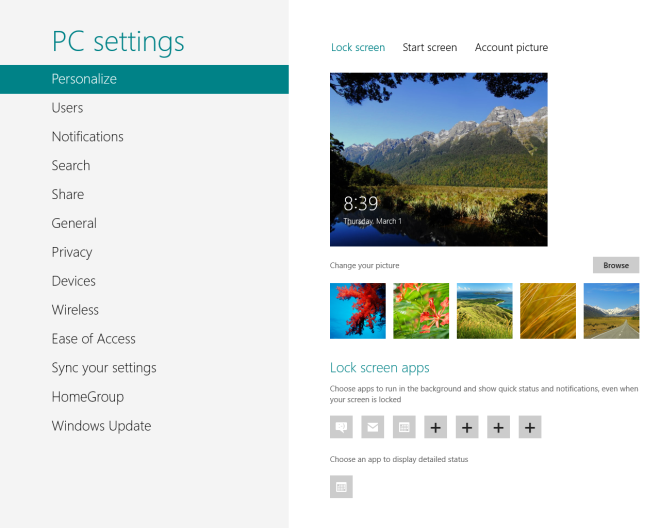 PC settings
Personalize
Users
Notifications
Search
Share
General
Privacy
Devices
Wireless
Ease of Access
Sync your settings
HomeGroup
Windows Update
Lock screen Start screen Account picture
8:39
Thursday, March 1
Change your picture
Browse
Lock screen apps
Choose apps to run in the background and show quick status and notifications, even when
your screen is locked
Choose an app to display detailed status